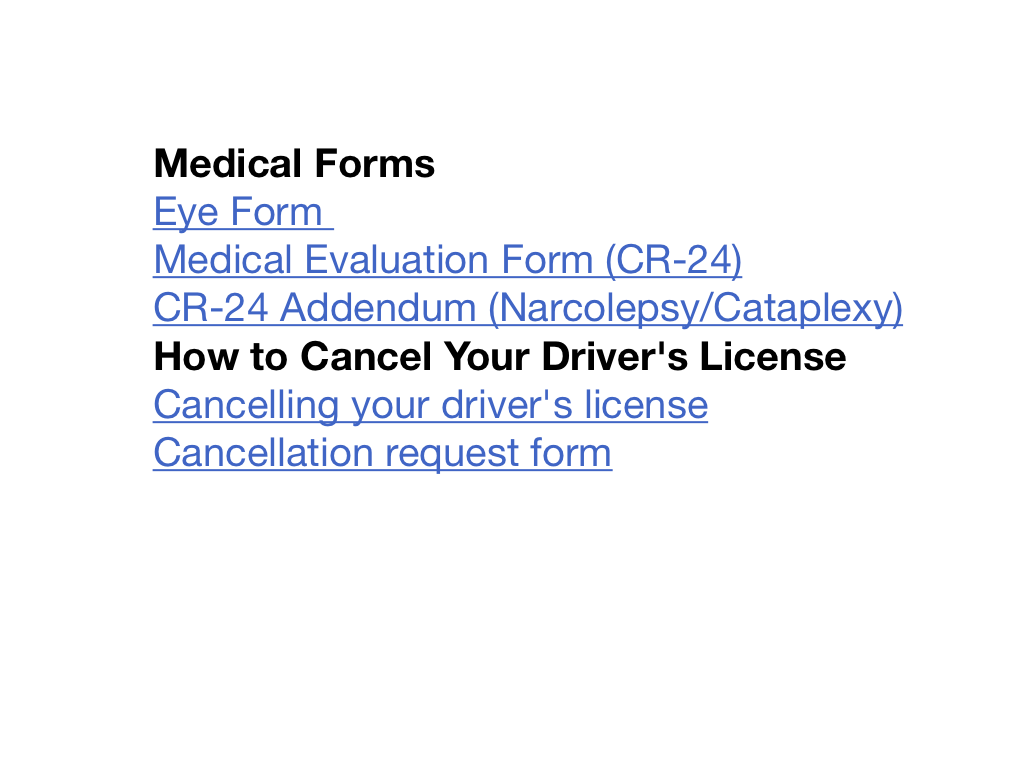 Medical Forms
Eye Form
Medical Evaluation Form (CR-24)
CR-24 Addendum (Narcolepsy/Cataplexy)
How to Cancel Your Driver's License
Cancelling your driver's license
Cancellation request form